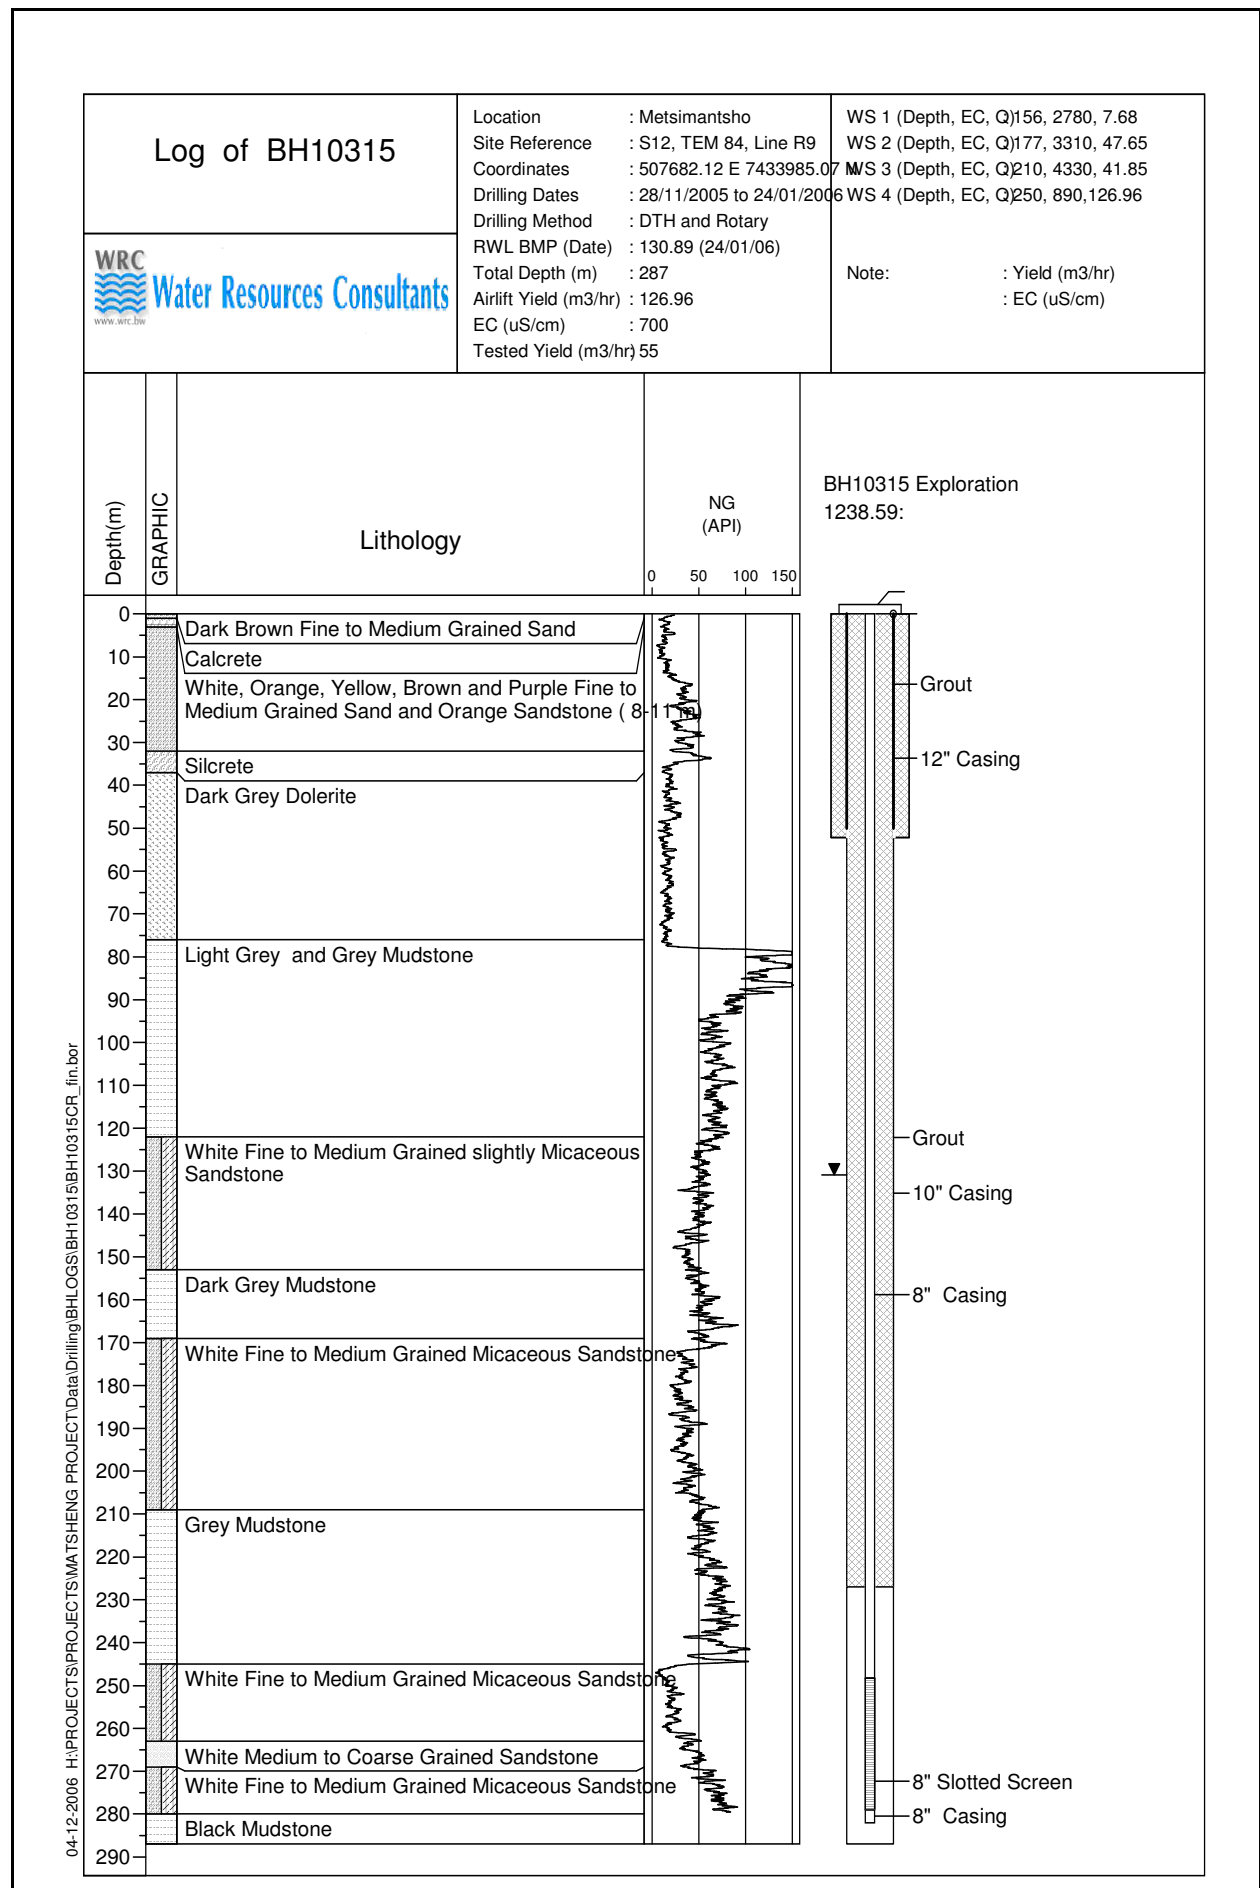 Log of BH10315
WRC
Water Resources Consultants
www.wrc.bw
Location : Metsimantsho
Site Reference : S12, TEM 84, Line R9
Coordinates : 507682.12 E 7433985.07 N
Drilling Dates : 28/11/2005 to 24/01/2006
Drilling Method : DTH and Rotary
RWL BMP (Date) : 130.89 (24/01/06)
Total Depth (m) : 287
Airlift Yield (m3/hr) : 126.96
EC (uS/cm) : 700
Tested Yield (m3/hr) : 55
WS 1 (Depth, EC, Q) : 156, 2780, 7.68
WS 2 (Depth, EC, Q) : 177, 3310, 47.65
WS 3 (Depth, EC, Q) : 210, 4330, 41.85
WS 4 (Depth, EC, Q) : 250, 890,126.96
Note: : Yield (m3/hr)
: EC (uS/cm)
Depth(m)
GRAPHIC
Lithology
NG
(API)
0 50 100 150
BH10315 Exploration
1238.59:
0
10
20
30
40
50
60
70
80
90
100
110
120
130
140
150
160
170
180
190
200
210
220
230
240
250
260
270
280
290
Dark Brown Fine to Medium Grained Sand
Calcrete
White, Orange, Yellow, Brown and Purple Fine to
Medium Grained Sand and Orange Sandstone ( 8-11 m)
Silcrete
Dark Grey Dolerite
Light Grey and Grey Mudstone
White Fine to Medium Grained slightly Micaceous
Sandstone
Dark Grey Mudstone
White Fine to Medium Grained Micaceous Sandstone
Grey Mudstone
White Fine to Medium Grained Micaceous Sandstone
White Medium to Coarse Grained Sandstone
White Fine to Medium Grained Micaceous Sandstone
Black Mudstone
Grout
12" Casing
Grout
10" Casing
8" Casing
8" Slotted Screen
8" Casing
04-12-2006 H:\PROJECTS\PROJECTS\MATSHENG PROJECT\Data\Drilling\BHLOGS\BH10315\BH10315CR_fin.bor